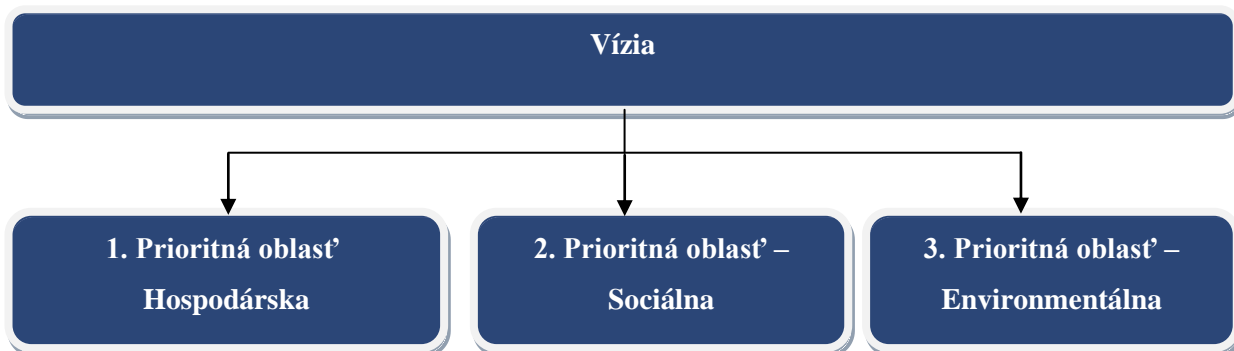 Vízia
1. Prioritná oblasť
Hospodárska
2. Prioritná oblasť –
Sociálna
3. Prioritná oblasť –
Environmentálna